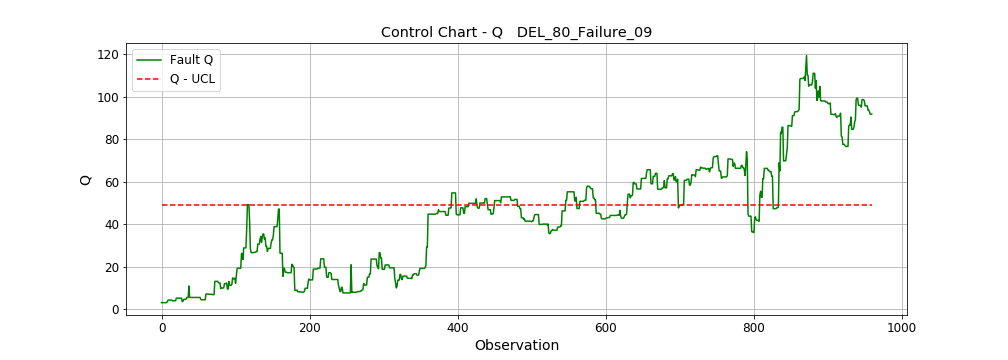 Control Chart - Q   DEL_80_Failure_09
Fault Q
Q - UCL
120
100
80
60
40
20
0
Q
0 200 400 600 800 1000
Observation